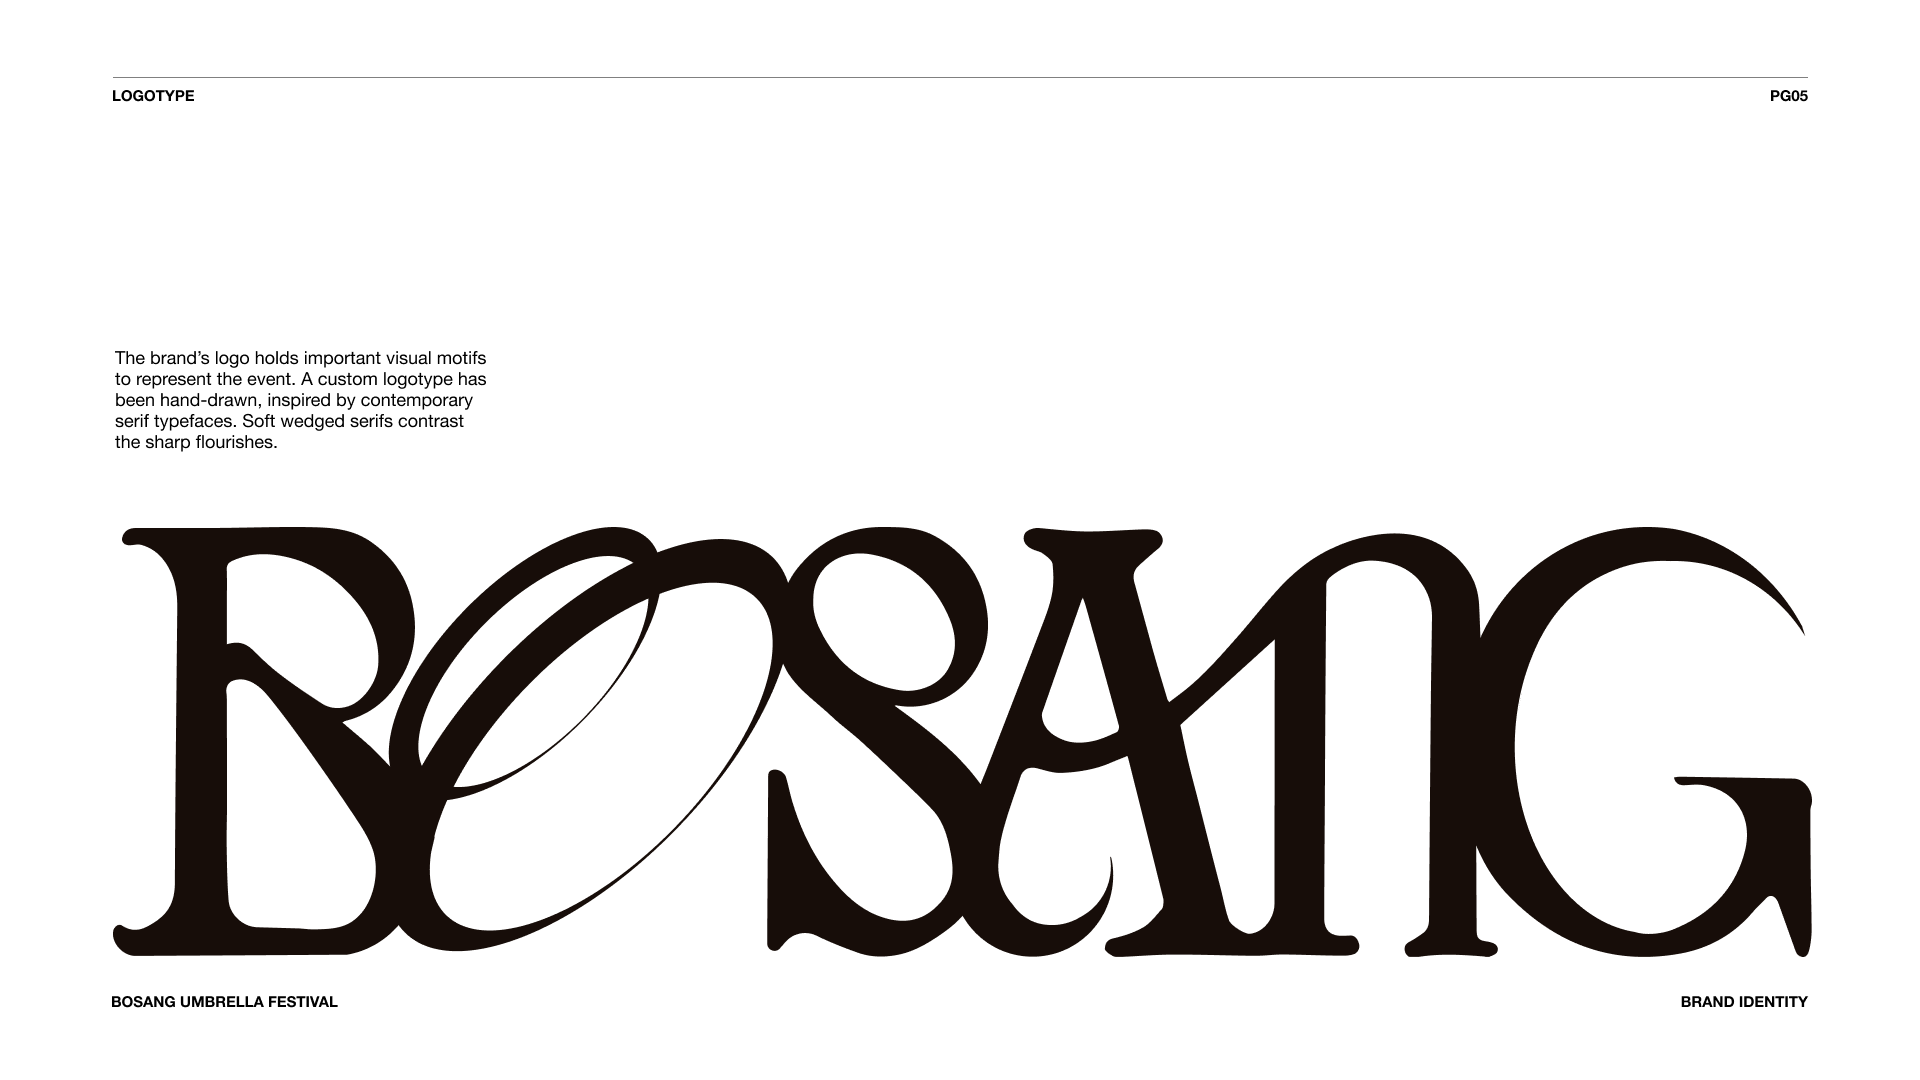 LOGOTYPE
PG05
The brand’s logo holds important visual motifs
to represent the event. A custom logotype has
been hand-drawn, inspired by contemporary
serif typefaces. Soft wedged serifs contrast
the sharp flourishes.
BOSANG
BOSANG UMBRELLA FESTIVAL
BRAND IDENTITY